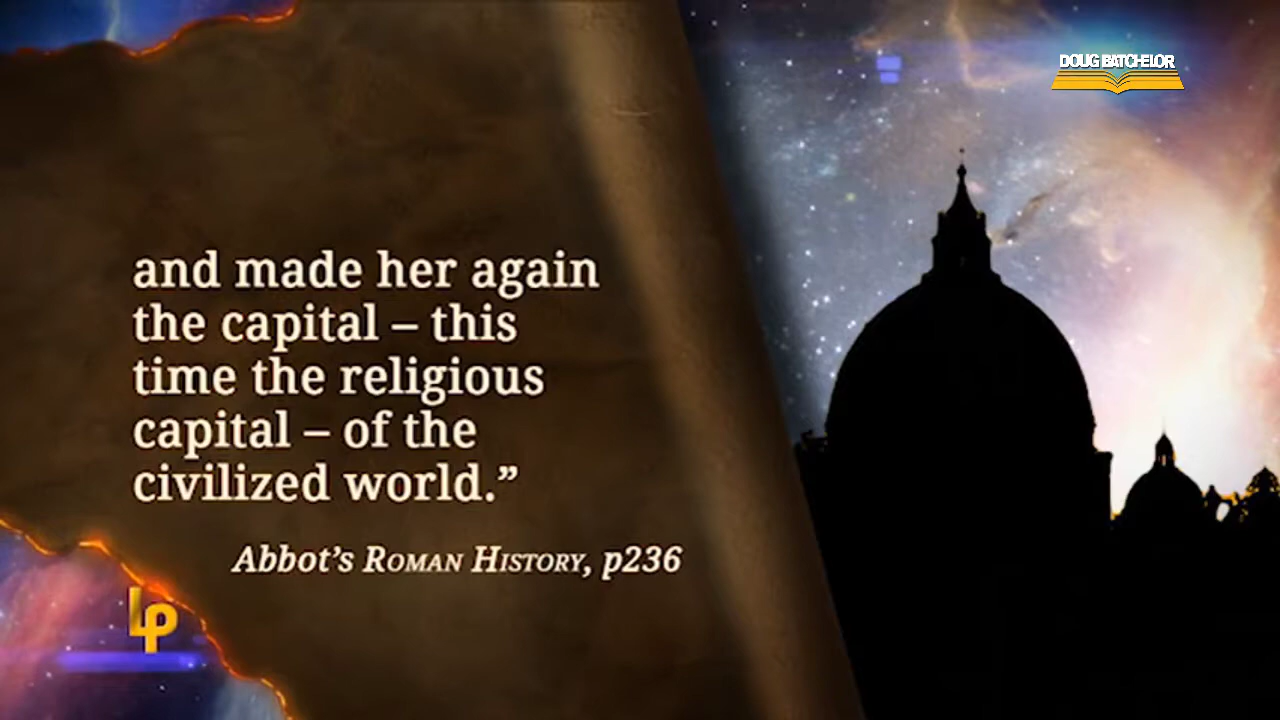 DOUG BATCHELOR
and made her again
the capital – this
time the religious
capital – of the
civilized world.”
Abbot’s Roman History, p236
Lp